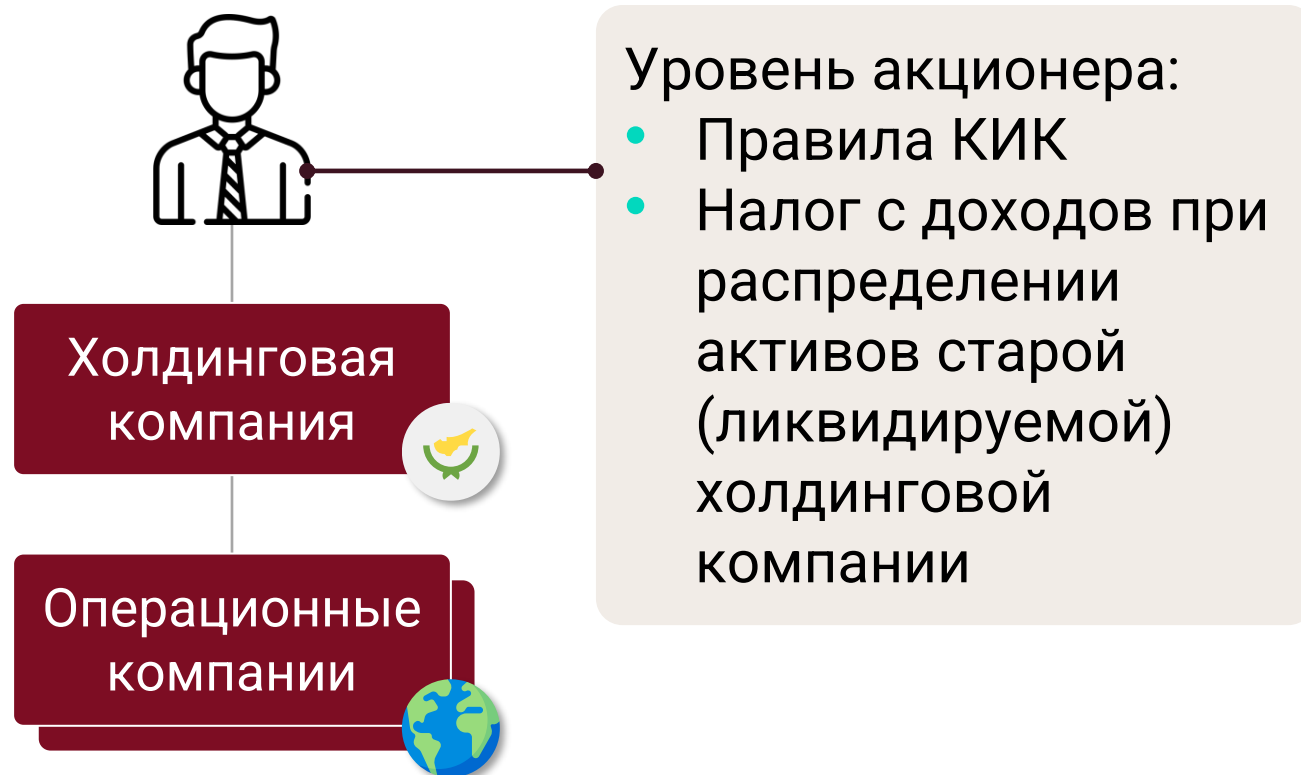 Уровень акционера:
Правила КИК
Налог с доходов при
распределении
активов старой
(ликвидируемой)
холдинговой
компании
Холдинговая
компания
Операционные
компании